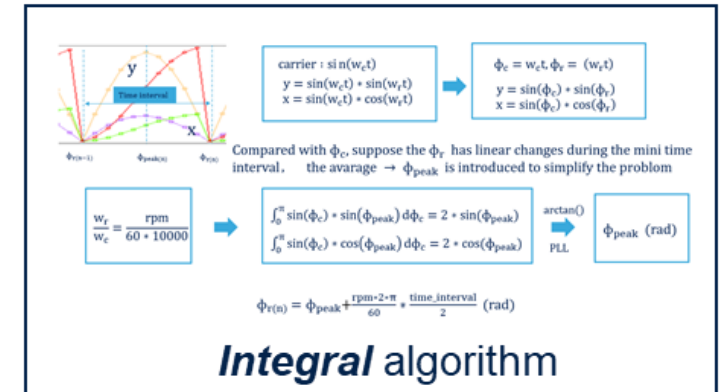 y
Time interval
x
ϕr(n−1) ϕpeak(n) ϕr(n)
carrier : sin(wct)
y = sin(wct) * sin(wrt)
x = sin(wct) * cos(wrt)
ϕc = wct, ϕr = (wrt)
y = sin(ϕc) * sin(ϕr)
x = sin(ϕc) * cos(ϕr)
Compared with ϕc, suppose the ϕr has linear changes during the mini time
interval, the avarage → ϕpeak is introduced to simplify the problom
wr/wc = rpm/(60 * 10000)
∫0^π sin(ϕc) * sin(ϕpeak) dϕc = 2 * sin(ϕpeak)
∫0^π sin(ϕc) * cos(ϕpeak) dϕc = 2 * cos(ϕpeak)
arctan()
PLL
ϕpeak (rad)
ϕr(n) = ϕpeak + rpm*2*π/60 * time_interval/2 (rad)
Integral algorithm